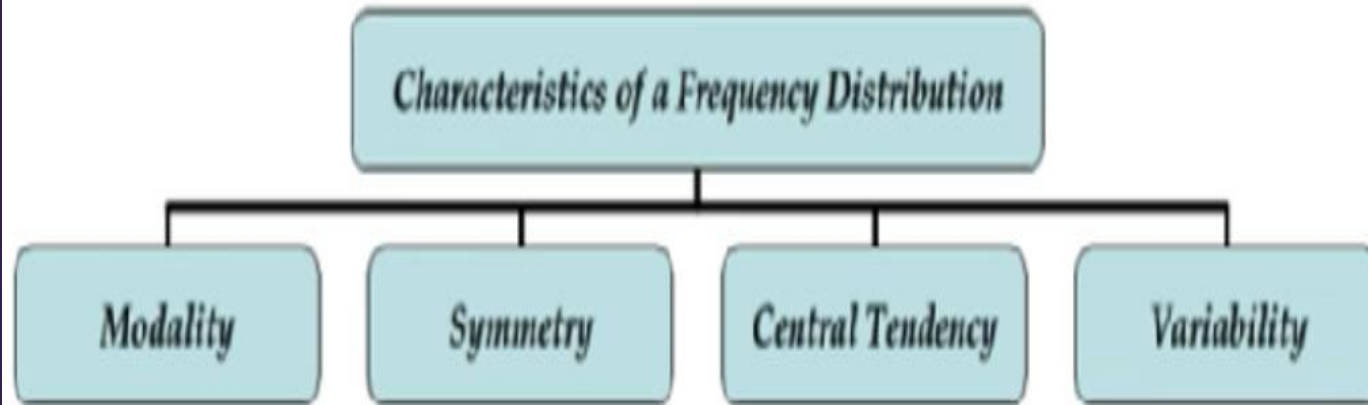 Characteristics of a Frequency Distribution
Modality
Symmetry
Central Tendency
Variability